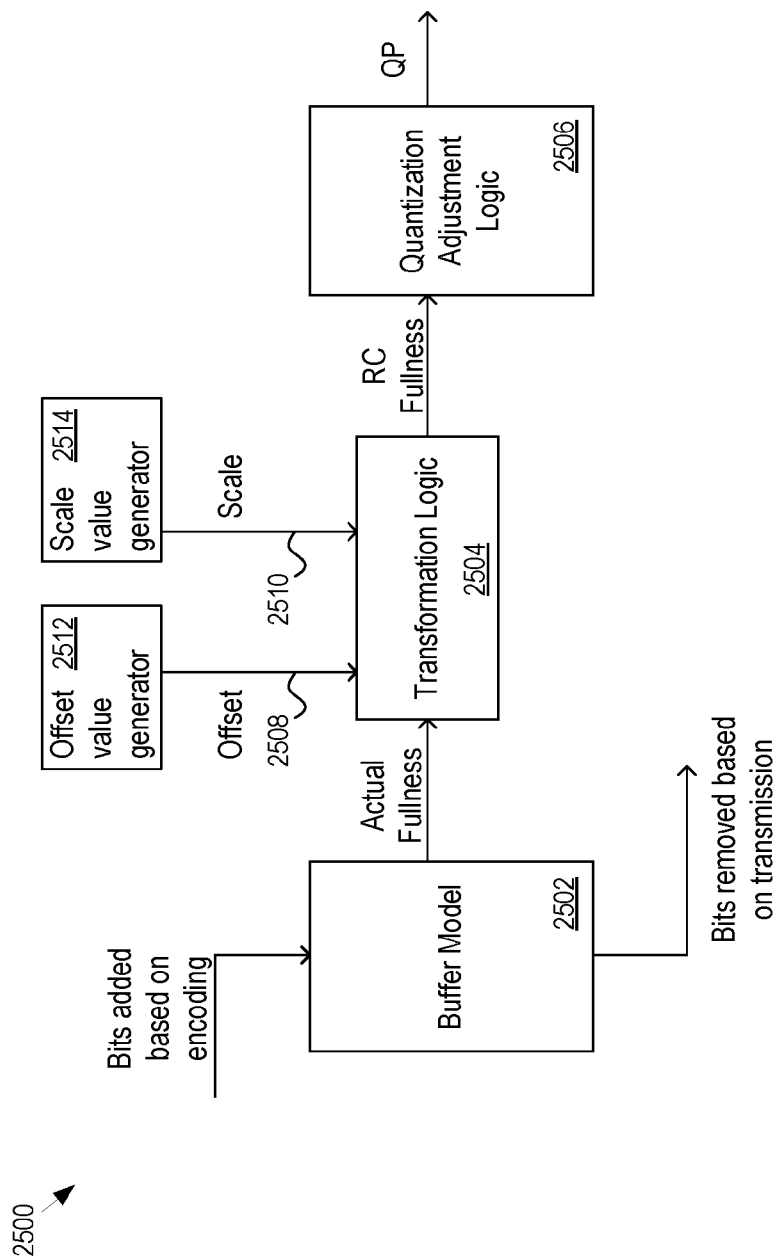 2500
Bits added
based on
encoding
Buffer Model
2502
Bits removed based
on transmission
Actual
Fullness
Offset 2512
value
generator
Offset
2508
Scale 2514
value
generator
Scale
2510
Transformation Logic
2504
RC
Fullness
Quantization
Adjustment
Logic
2506
QP